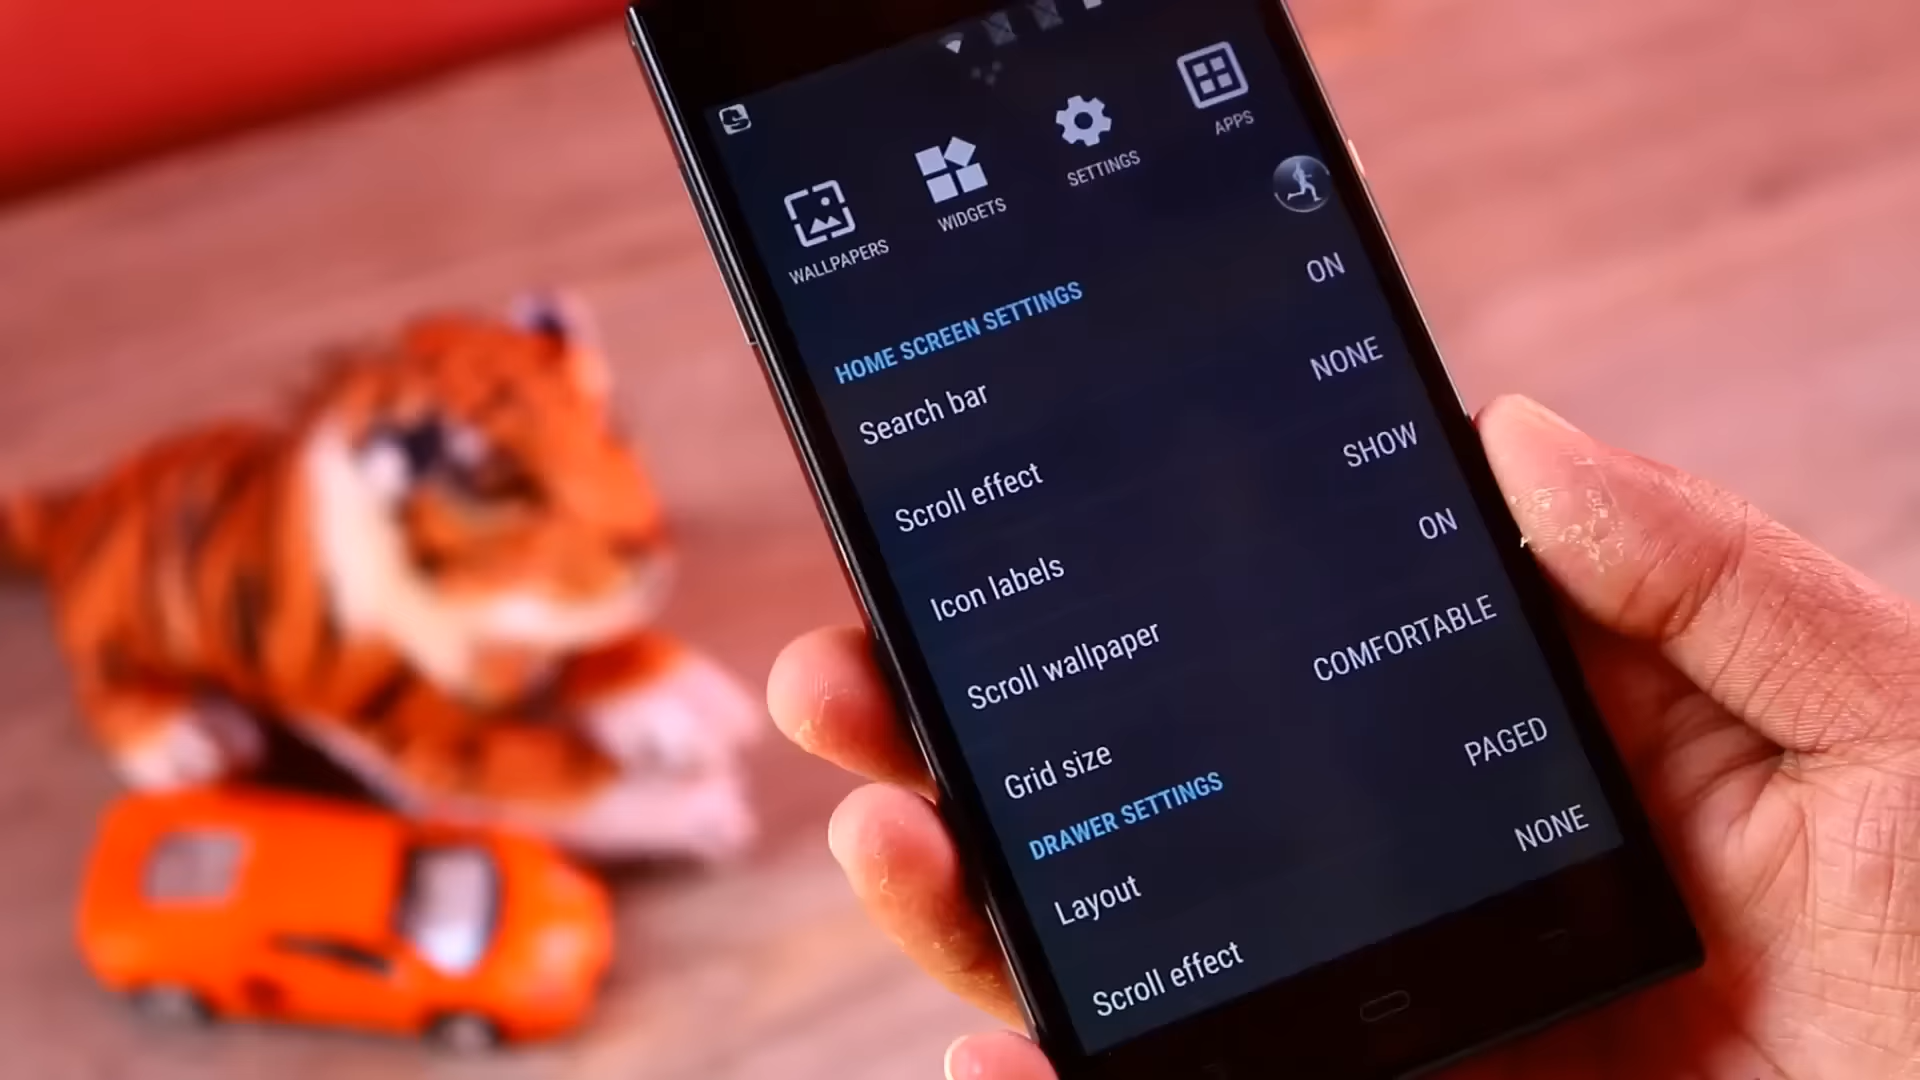 WALLPAPERS WIDGETS SETTINGS APPS
HOME SCREEN SETTINGS
Search bar ON
Scroll effect NONE
Icon labels SHOW
Scroll wallpaper ON
Grid size COMFORTABLE
DRAWER SETTINGS
Layout PAGED
Scroll effect NONE